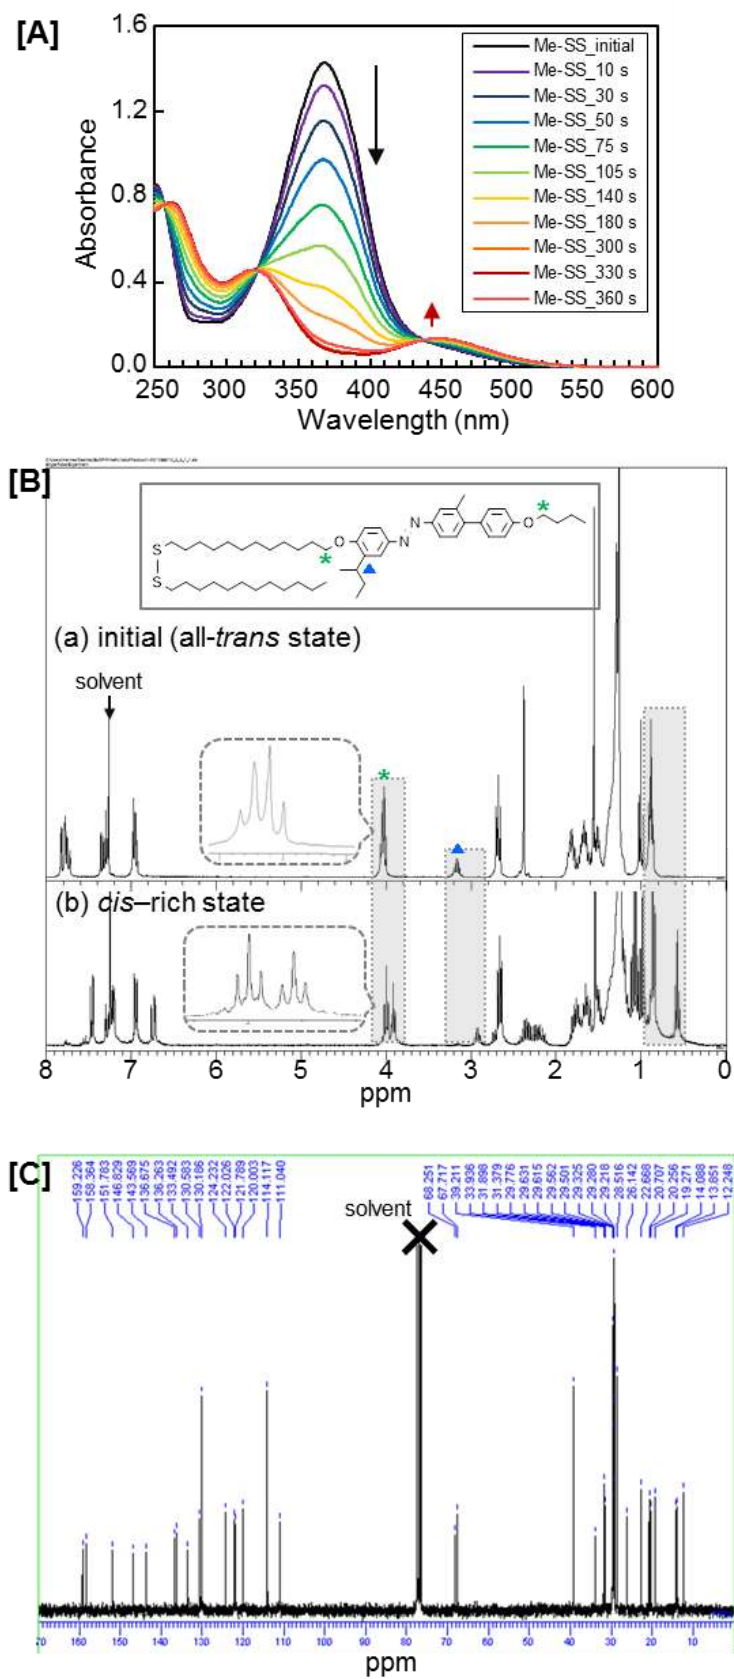 [A]
1.6
1.2
0.8
0.4
0.0
Absorbance
Me-SS_initial
Me-SS_10 s
Me-SS_30 s
Me-SS_50 s
Me-SS_75 s
Me-SS_105 s
Me-SS_140 s
Me-SS_180 s
Me-SS_300 s
Me-SS_330 s
Me-SS_360 s
250 300 350 400 450 500 550 600
Wavelength (nm)
[B]
S
S
O
*
N
N
O
*
(a) initial (all-trans state)
solvent
*
(b) cis–rich state
8 7 6 5 4 3 2 1 0
ppm
[C]
159.226
158.364
151.783
146.829
143.569
136.675
136.263
133.492
130.583
130.186
124.232
122.026
121.789
120.003
114.117
111.040
solvent
68.251
67.717
39.211
33.936
31.898
31.379
29.776
29.631
29.615
29.562
29.501
29.325
29.280
29.218
28.516
26.142
22.668
20.707
20.256
19.271
14.088
13.851
12.248
70 160 150 140 130 120 110 100 90 80 70 60 50 40 30 20 10
ppm